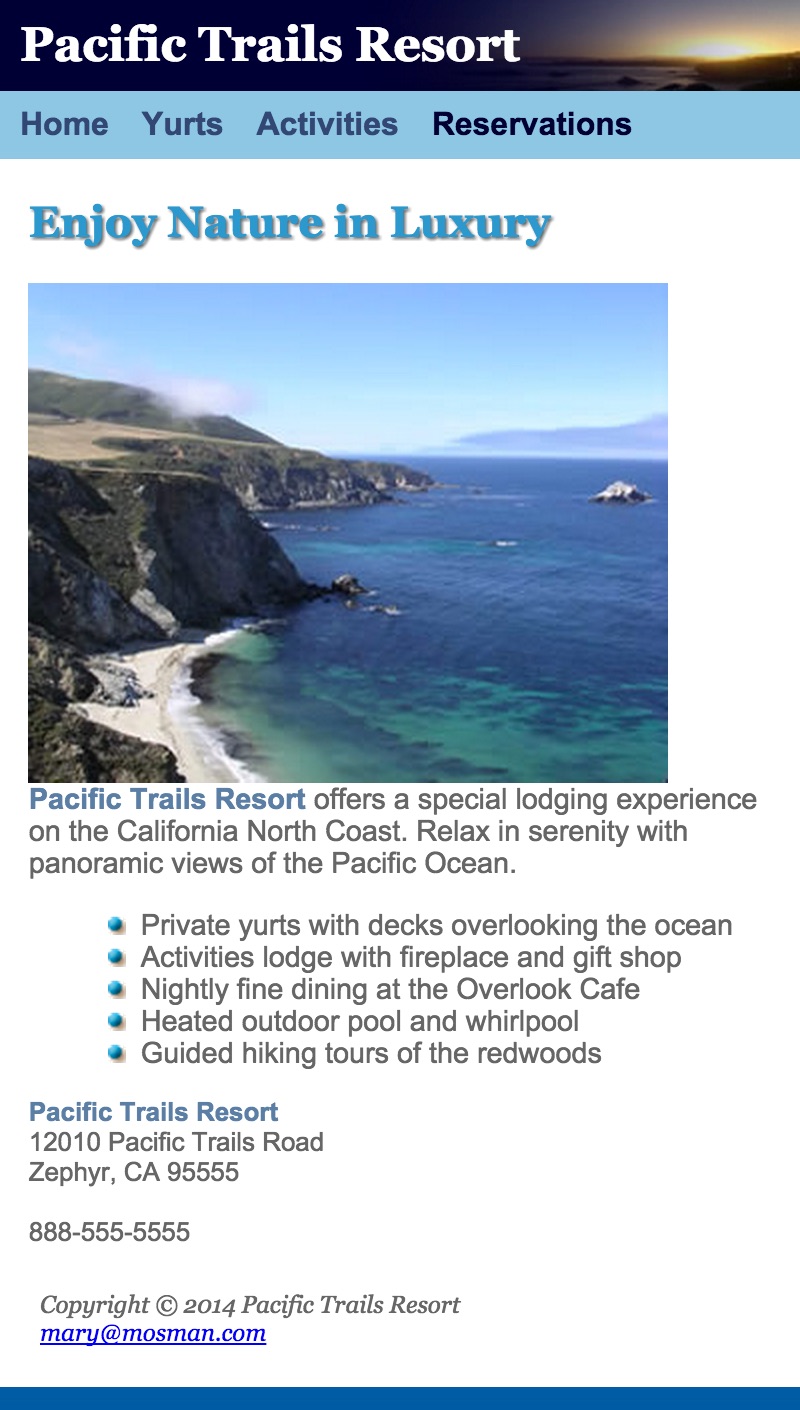 Pacific Trails Resort
Home Yurts Activities Reservations
Enjoy Nature in Luxury
Pacific Trails Resort offers a special lodging experience
on the California North Coast. Relax in serenity with
panoramic views of the Pacific Ocean.
Private yurts with decks overlooking the ocean
Activities lodge with fireplace and gift shop
Nightly fine dining at the Overlook Cafe
Heated outdoor pool and whirlpool
Guided hiking tours of the redwoods
Pacific Trails Resort
12010 Pacific Trails Road
Zephyr, CA 95555
888-555-5555
Copyright © 2014 Pacific Trails Resort
mary@mosman.com